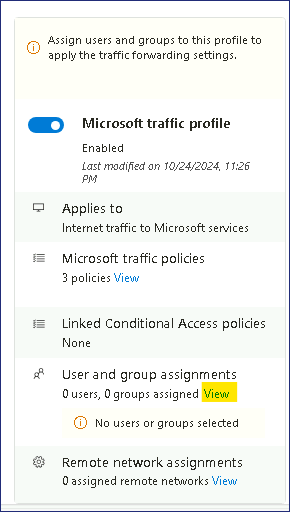 Assign users and groups to this profile to
apply the traffic forwarding settings.
Microsoft traffic profile
Enabled
Last modified on 10/24/2024, 11:26
PM
Applies to
Internet traffic to Microsoft services
Microsoft traffic policies
3 policies View
Linked Conditional Access policies
None
User and group assignments
0 users, 0 groups assigned View
No users or groups selected
Remote network assignments
0 assigned remote networks View